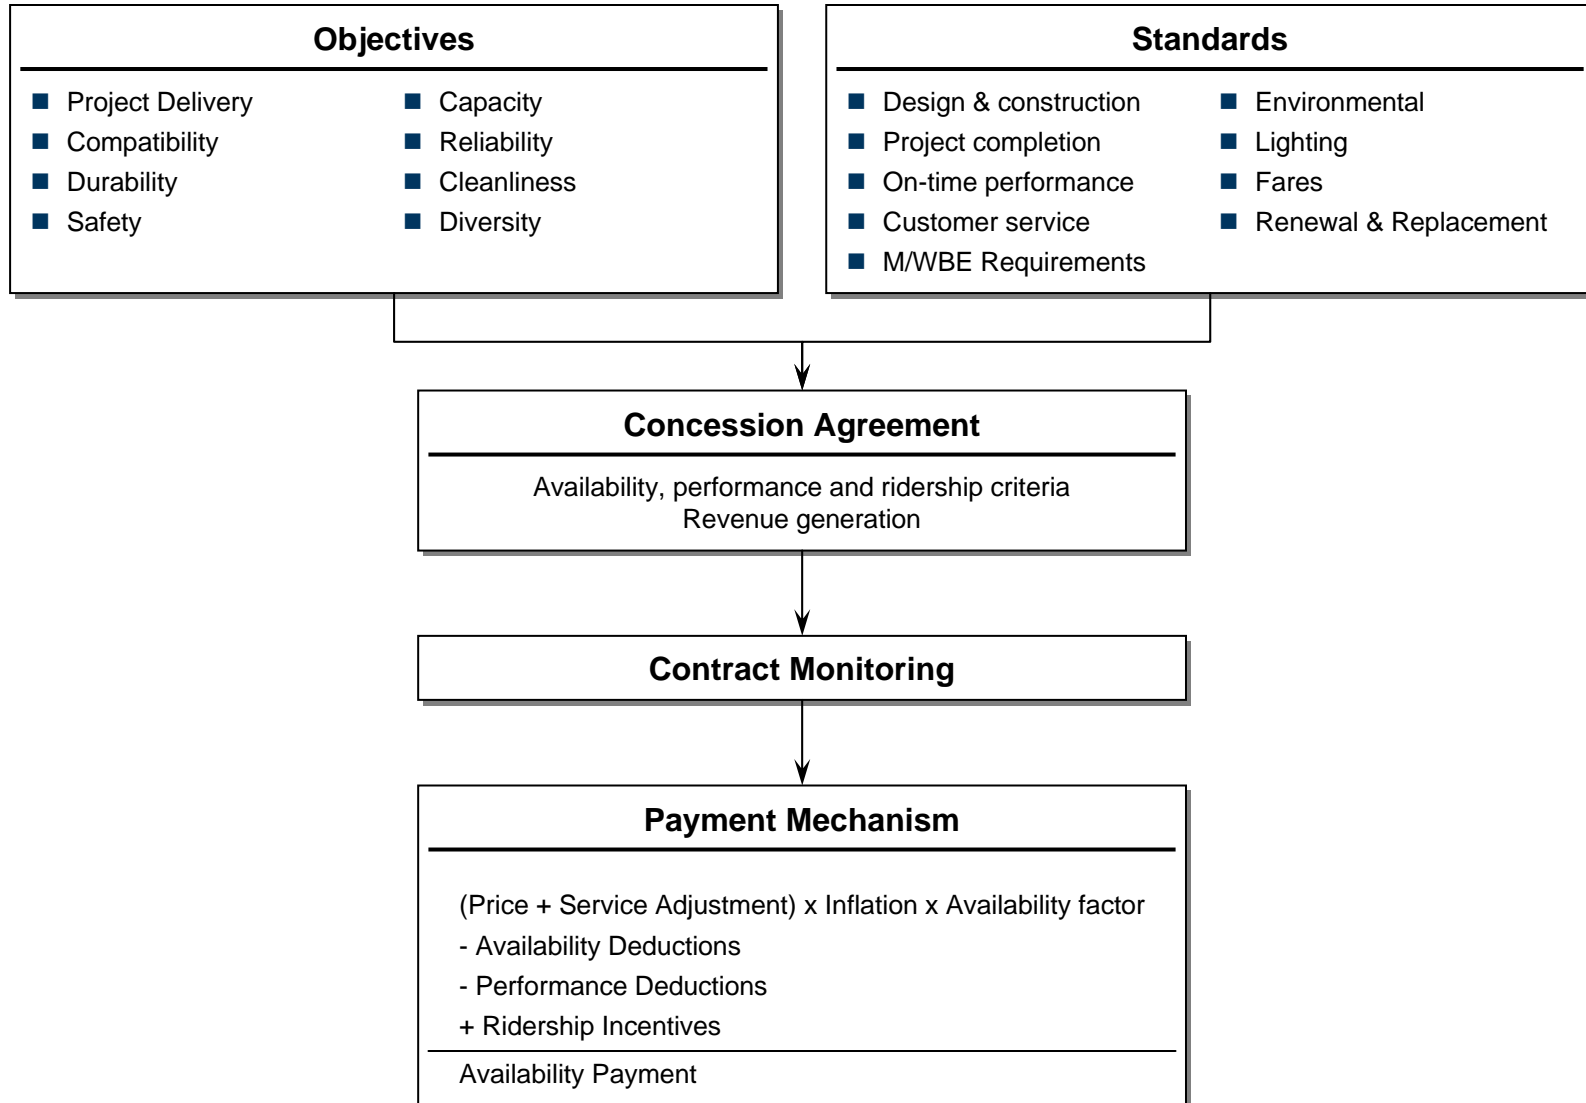 Objectives
Project Delivery
Compatibility
Durability
Safety
Capacity
Reliability
Cleanliness
Diversity
Standards
Design & construction
Project completion
On-time performance
Customer service
M/WBE Requirements
Environmental
Lighting
Fares
Renewal & Replacement
Concession Agreement
Availability, performance and ridership criteria
Revenue generation
Contract Monitoring
Payment Mechanism
(Price + Service Adjustment) x Inflation x Availability factor
- Availability Deductions
- Performance Deductions
+ Ridership Incentives
Availability Payment